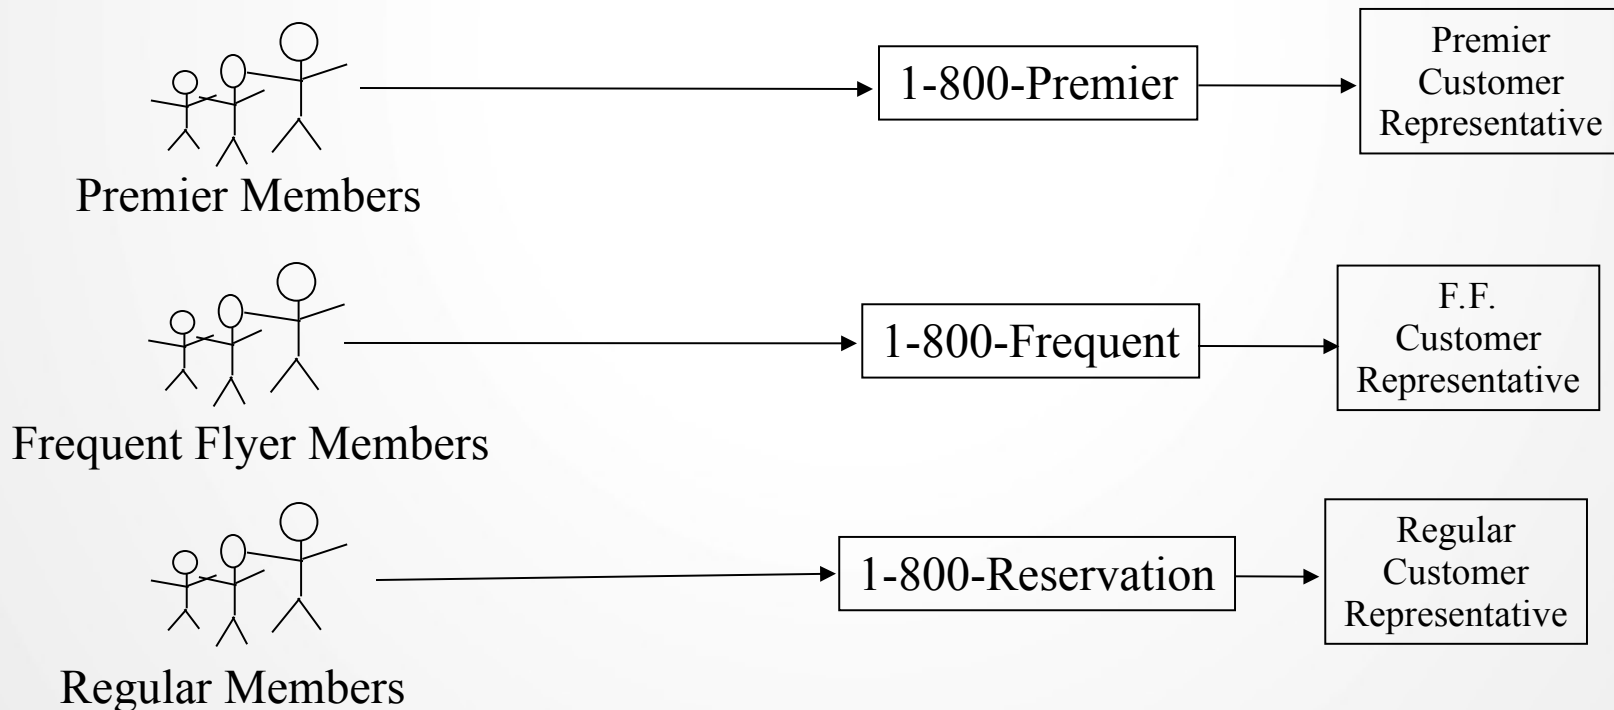 1-800-Premier
Premier
Customer
Representative
Premier Members
1-800-Frequent
F.F.
Customer
Representative
Frequent Flyer Members
1-800-Reservation
Regular
Customer
Representative
Regular Members